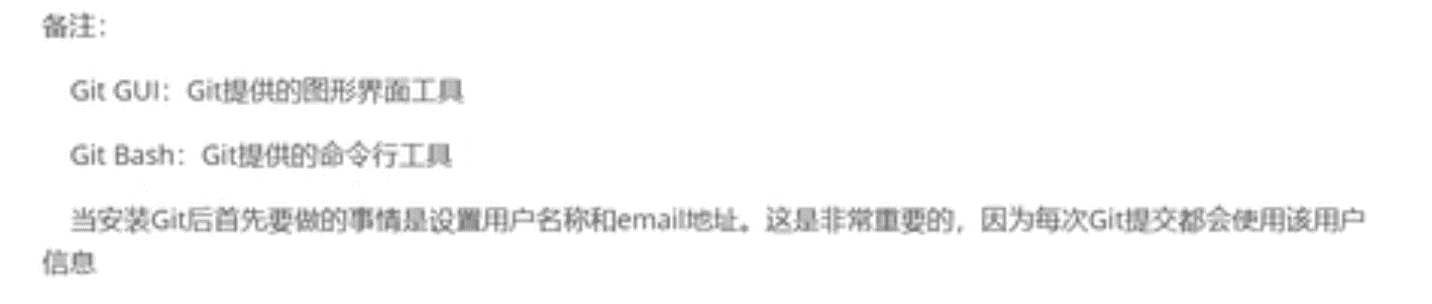 备注：
Git GUI：Git提供的图形界面工具
Git Bash：Git提供的命令行工具
当安装Git后首先要做的事情是设置用户名称和email地址。这是非常重要的，因为每次Git提交都会使用该用户
信息